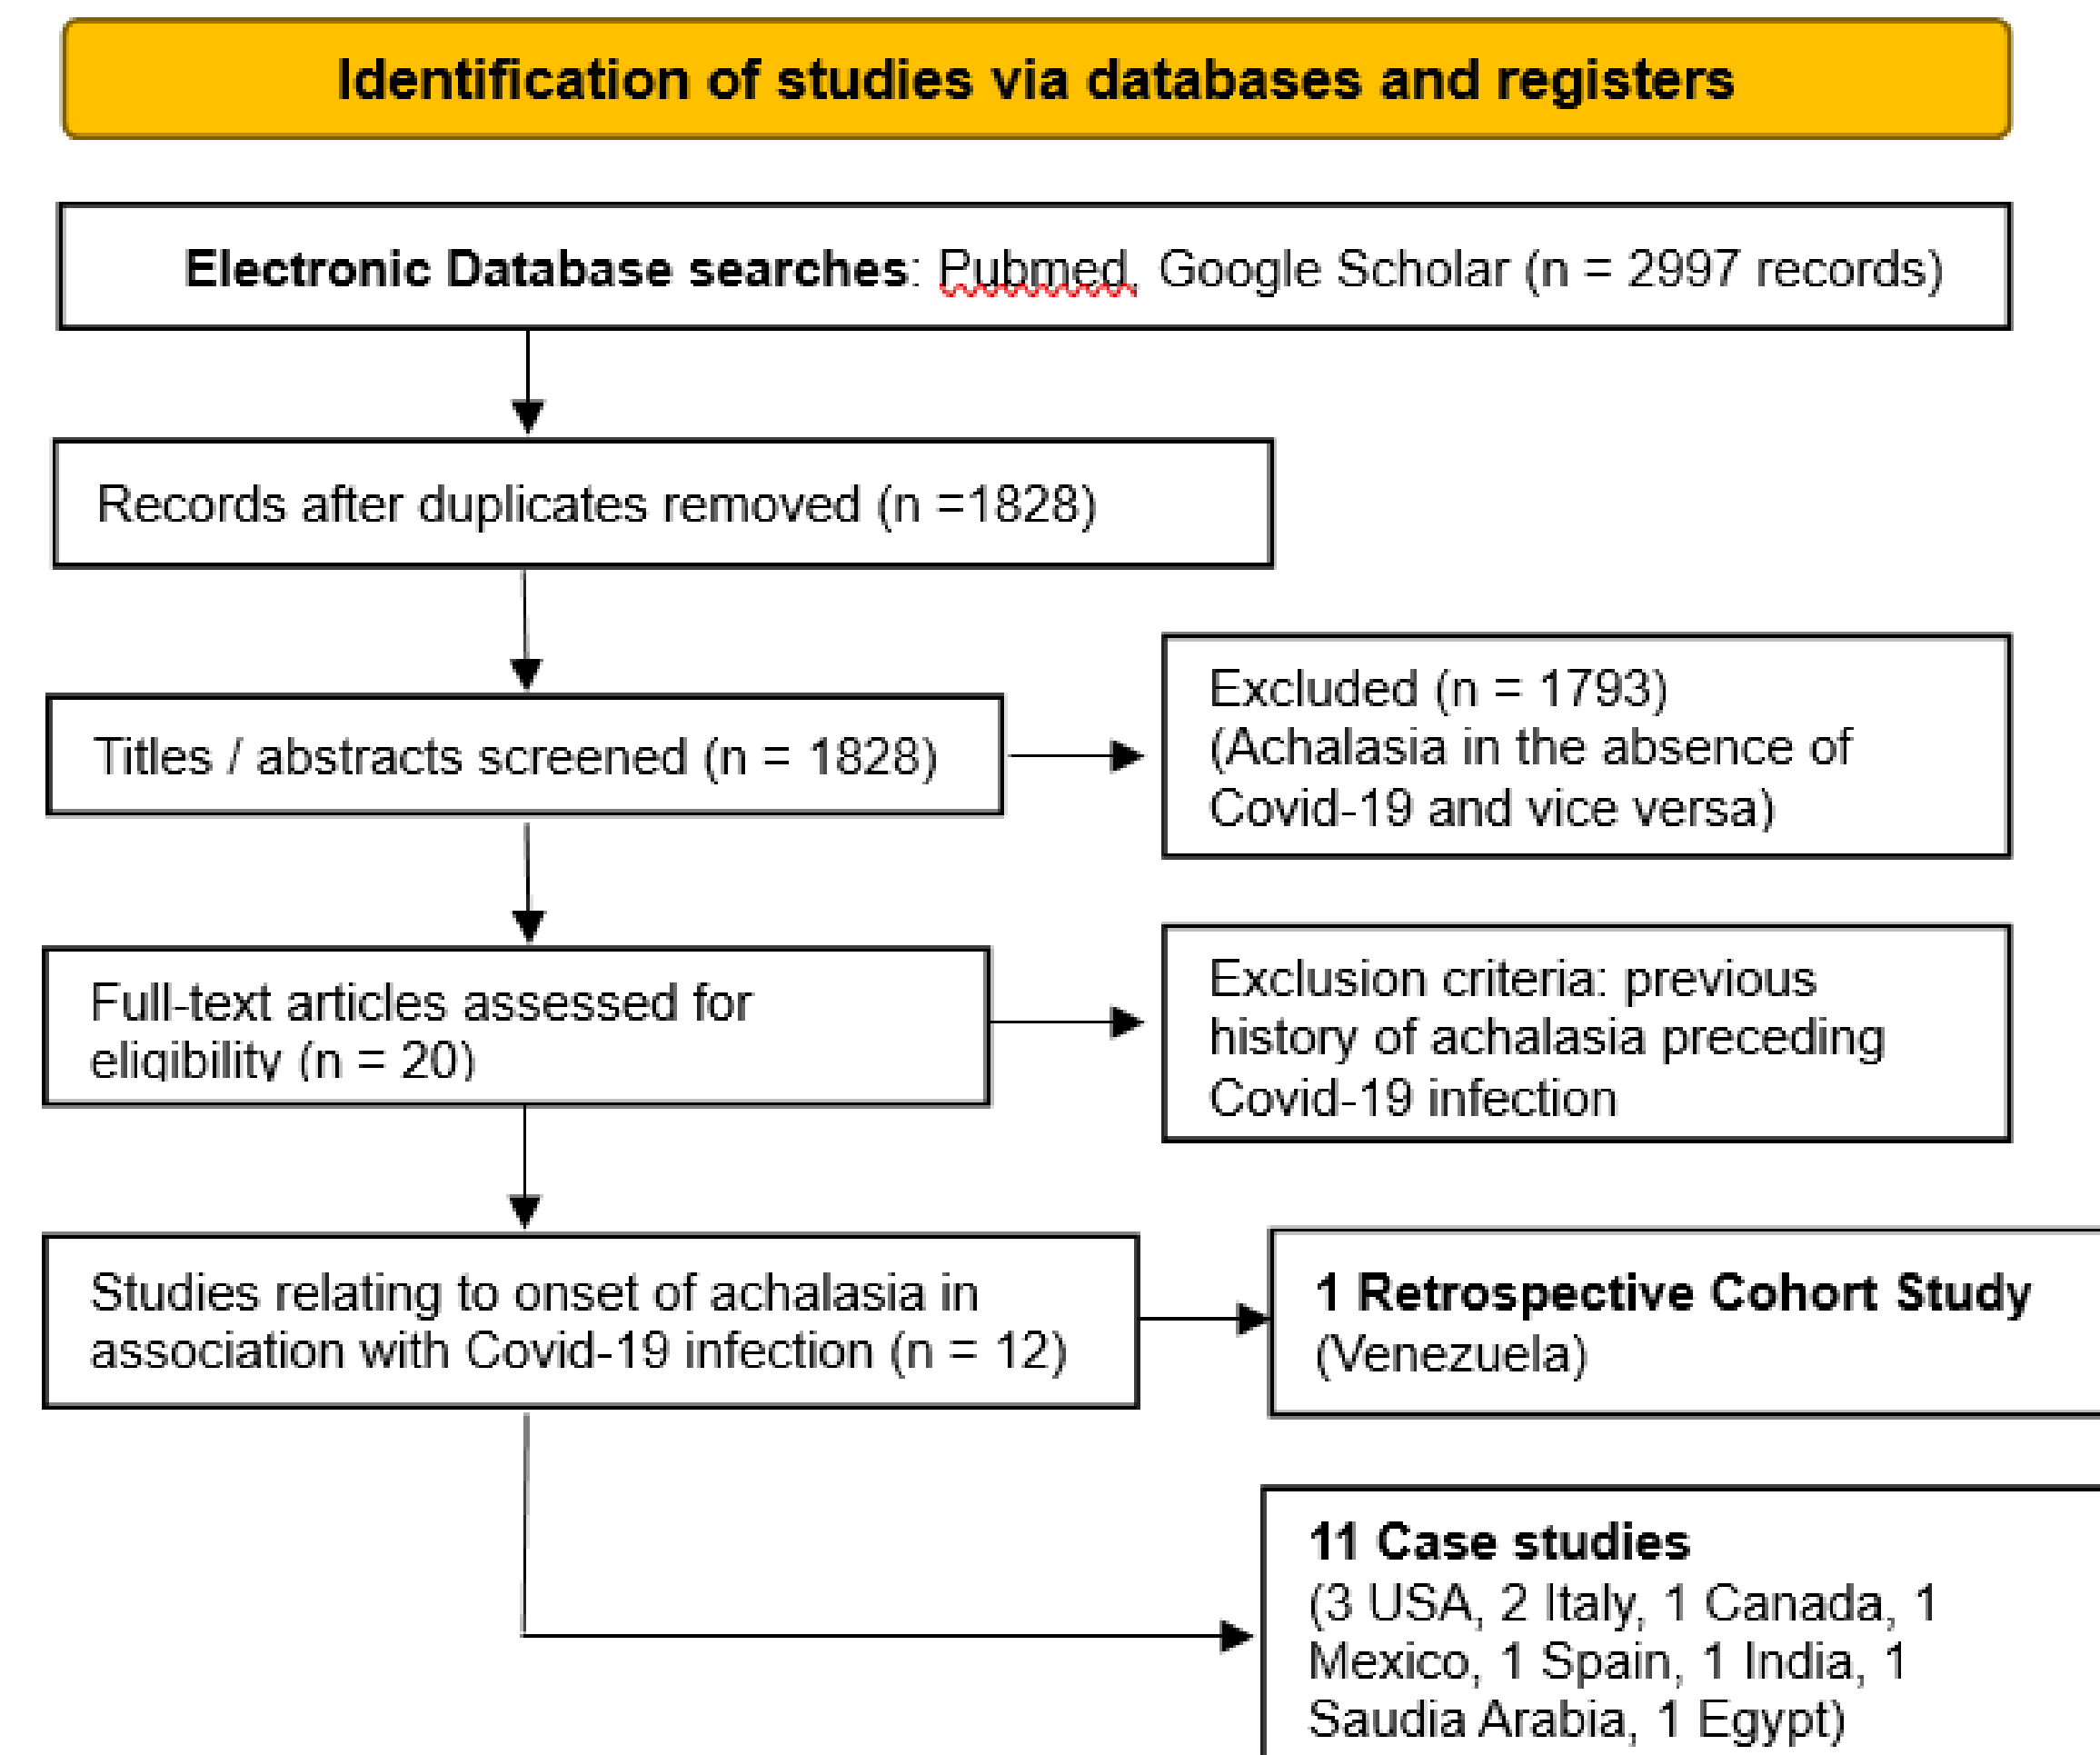 Identification of studies via databases and registers
Electronic Database searches: Pubmed, Google Scholar (n = 2997 records)
Records after duplicates removed (n =1828)
Titles / abstracts screened (n = 1828)
Excluded (n = 1793)
(Achalasia in the absence of
Covid-19 and vice versa)
Full-text articles assessed for
eligibility (n = 20)
Exclusion criteria: previous
history of achalasia preceding
Covid-19 infection
Studies relating to onset of achalasia in
association with Covid-19 infection (n = 12)
1 Retrospective Cohort Study
(Venezuela)
11 Case studies
(3 USA, 2 Italy, 1 Canada, 1
Mexico, 1 Spain, 1 India, 1
Saudia Arabia, 1 Egypt)